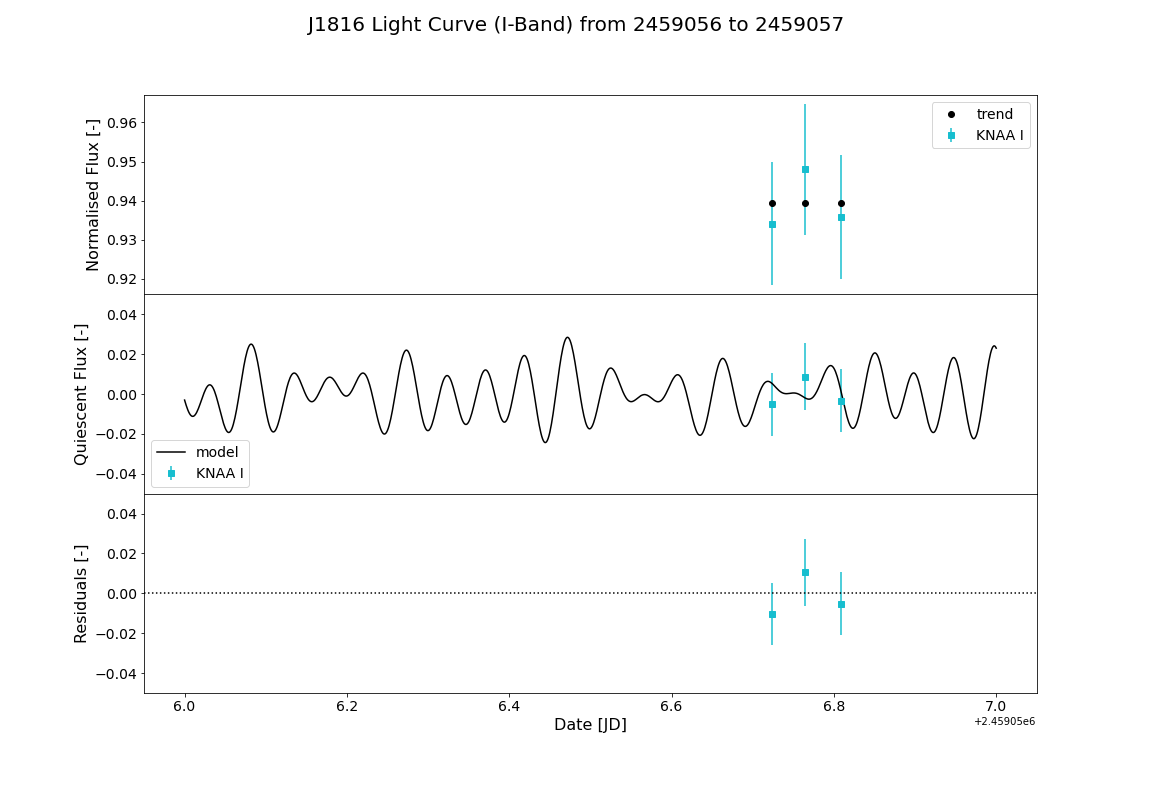 J1816 Light Curve (I-Band) from 2459056 to 2459057
Normalised Flux [-]
0.96
0.95
0.94
0.93
0.92
trend
KNAA I
Quiescent Flux [-]
0.04
0.02
0.00
−0.02
−0.04
model
KNAA I
Residuals [-]
0.04
0.02
0.00
−0.02
−0.04
6.0 6.2 6.4 6.6 6.8 7.0
Date [JD]
+2.45905e6